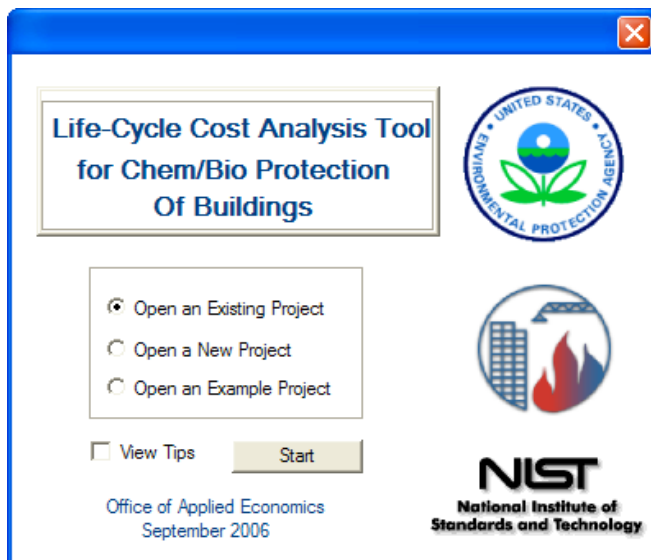 Life-Cycle Cost Analysis Tool
for Chem/Bio Protection
Of Buildings
UNITED STATES
ENVIRONMENTAL PROTECTION AGENCY
Open an Existing Project
Open a New Project
Open an Example Project
View Tips
Start
Office of Applied Economics
September 2006
NIST
National Institute of
Standards and Technology